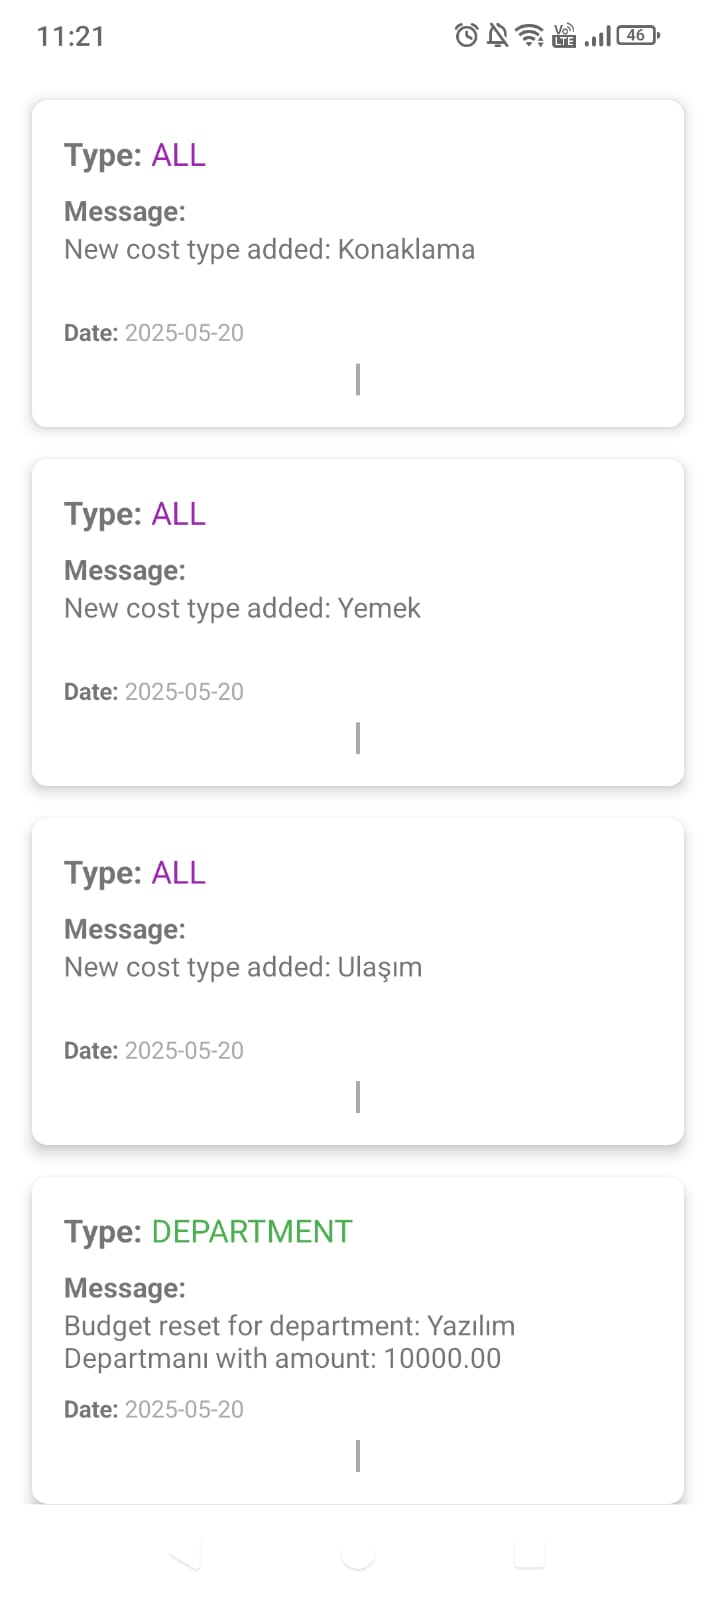 11:21
Vo)) LTE
46
Type: ALL
Message:
New cost type added: Konaklama
Date: 2025-05-20
Type: ALL
Message:
New cost type added: Yemek
Date: 2025-05-20
Type: ALL
Message:
New cost type added: Ulaşım
Date: 2025-05-20
Type: DEPARTMENT
Message:
Budget reset for department: Yazılım
Departmanı with amount: 10000.00
Date: 2025-05-20